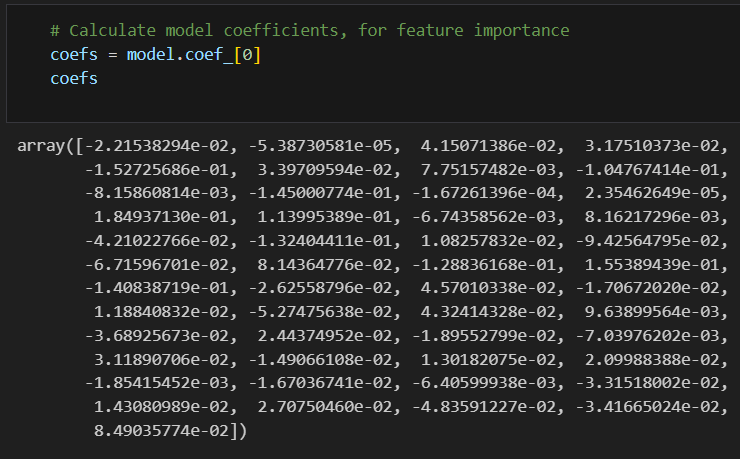 # Calculate model coefficients, for feature importance
coefs = model.coef_[0]
coefs
array([-2.21538294e-02, -5.38730581e-05,  4.15071386e-02,  3.17510373e-02,
-1.52725686e-01,  3.39709594e-02,  7.75157482e-03, -1.04767414e-01,
-8.15860814e-03, -1.45000774e-01, -1.67261396e-04,  2.35462649e-05,
1.84937130e-01,  1.13995389e-01, -6.74358562e-03,  8.16217296e-03,
-4.21022766e-02, -1.32404411e-01,  1.08257832e-02, -9.42564795e-02,
-6.71596701e-02,  8.14364776e-02, -1.28836168e-01,  1.55389439e-01,
-1.40838719e-01, -2.62558796e-02,  4.57010338e-02, -1.70672020e-02,
1.18840832e-02, -5.27475638e-02,  4.32414328e-02,  9.63899564e-03,
-3.68925673e-02,  2.44374952e-02, -1.89552799e-02, -7.03976202e-03,
3.11890706e-02, -1.49066108e-02,  1.30182075e-02,  2.09988388e-02,
-1.85415452e-03, -1.67036741e-02, -6.40599938e-03, -3.31518002e-02,
1.43080989e-02,  2.70750460e-02, -4.83591227e-02, -3.41665024e-02,
8.49035774e-02])